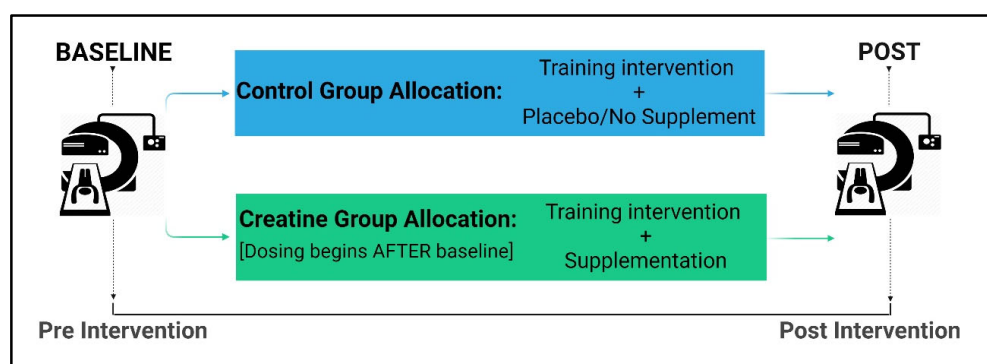 BASELINE
POST
Control Group Allocation:
Training intervention
+
Placebo/No Supplement
Creatine Group Allocation:
[Dosing begins AFTER baseline]
Training intervention
+
Supplementation
Pre Intervention
Post Intervention